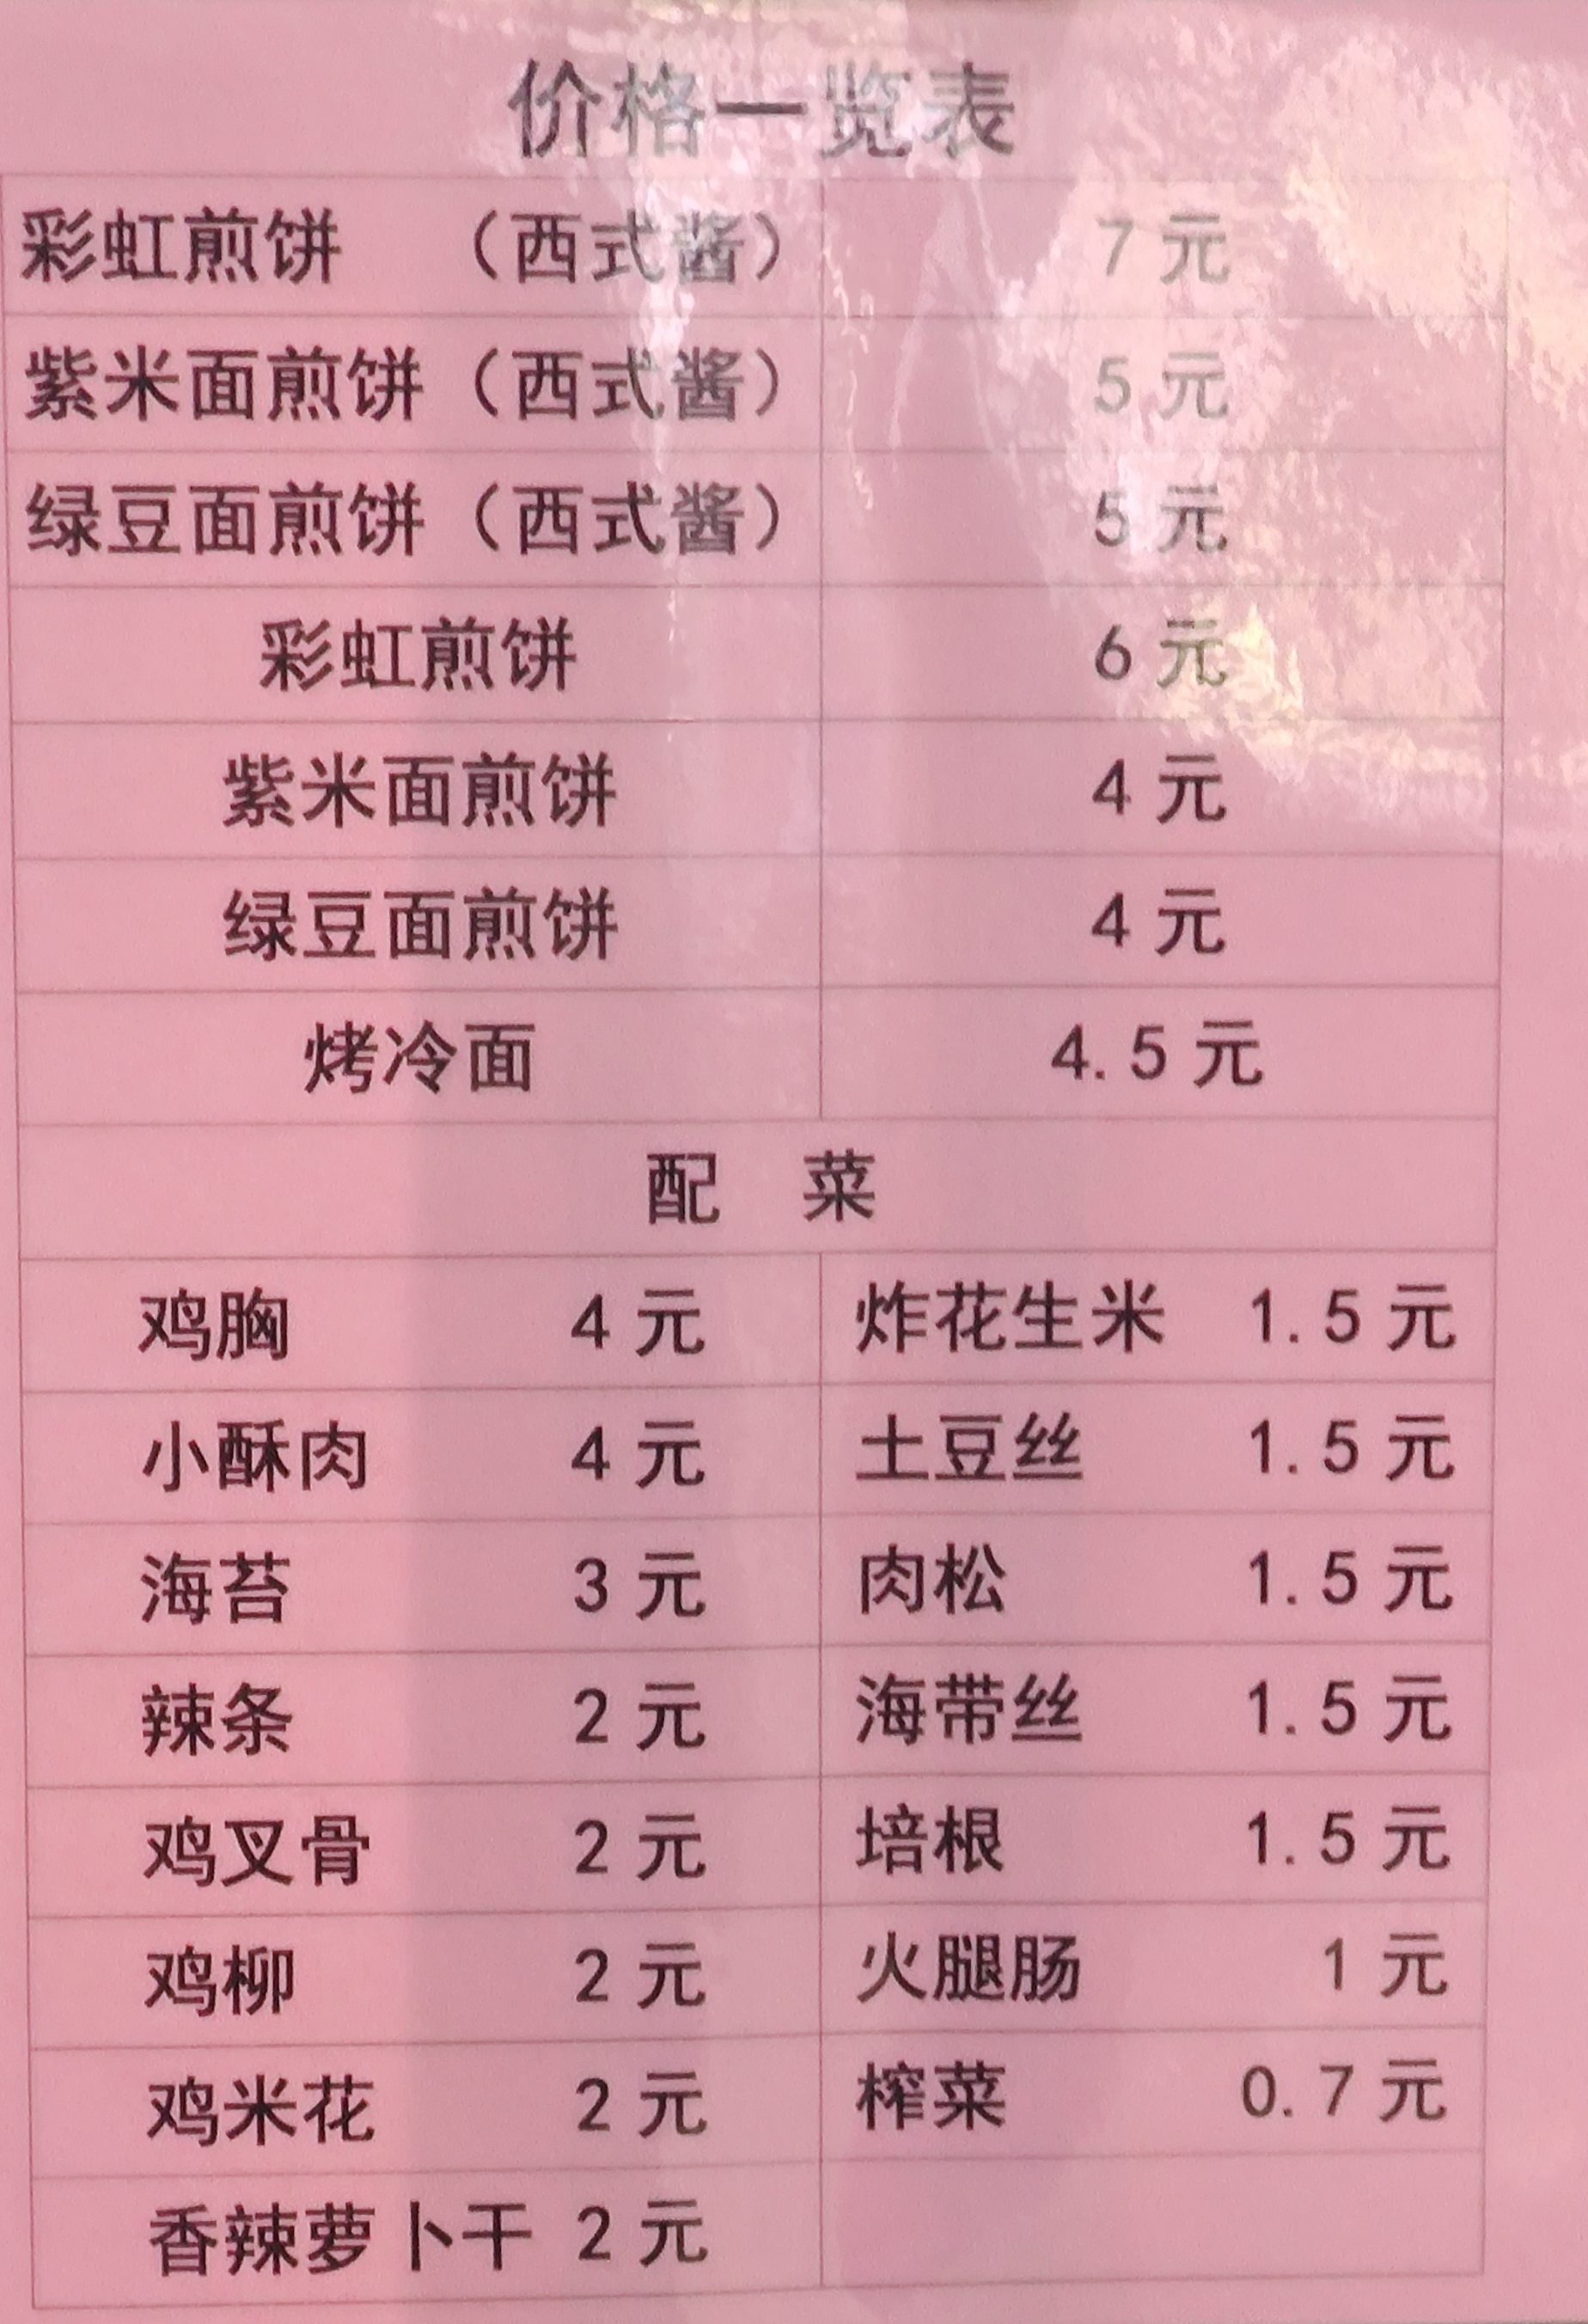 价格一览表
彩虹煎饼 （西式酱） 7元
紫米面煎饼（西式酱） 5元
绿豆面煎饼（西式酱） 5元
彩虹煎饼 6元
紫米面煎饼 4元
绿豆面煎饼 4元
烤冷面 4.5元
配 菜
鸡胸 4元 炸花生米 1.5元
小酥肉 4元 土豆丝 1.5元
海苔 3元 肉松 1.5元
辣条 2元 海带丝 1.5元
鸡叉骨 2元 培根 1.5元
鸡柳 2元 火腿肠 1元
鸡米花 2元 榨菜 0.7元
香辣萝卜干 2元